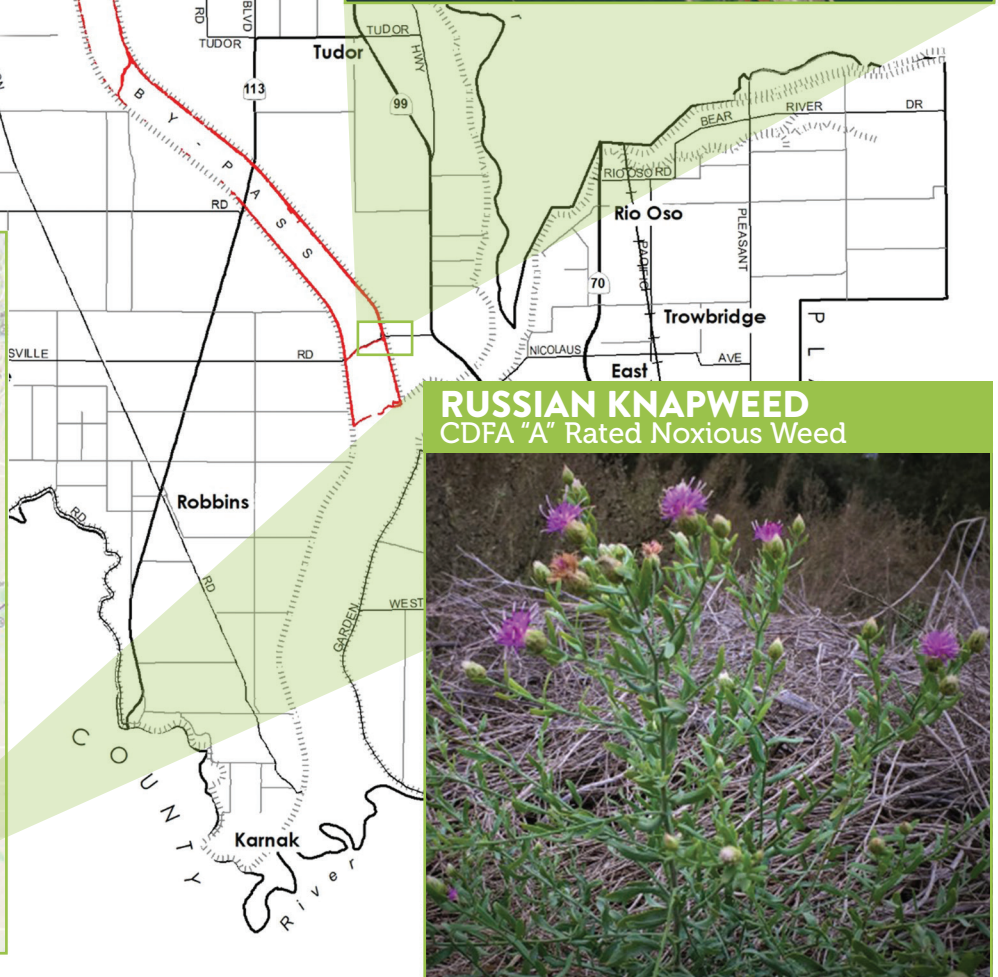 RD
BLVD
TUDOR
Tudor
TUDOR
HWY
113
99
BY-PASS
BEAR RIVER DR
RIO OSO RD
Rio Oso
PACIFIC
PLEASANT
70
RD
Trowbridge
SVILLE RD
NICOLAUS AVE
East
RUSSIAN KNAPWEED
CDFA “A” Rated Noxious Weed
Robbins
RD
RD
GARDEN
WEST
COUNTY
Karnak
River